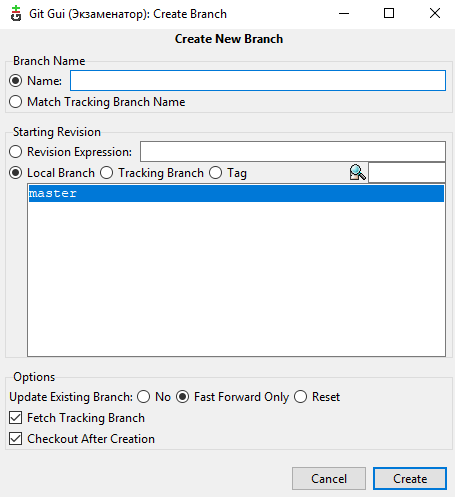 Git Gui (Экзаменатор): Create Branch
Create New Branch
Branch Name
Name:
Match Tracking Branch Name
Starting Revision
Revision Expression:
Local Branch Tracking Branch Tag
master
Options
Update Existing Branch: No Fast Forward Only Reset
Fetch Tracking Branch
Checkout After Creation
Cancel Create